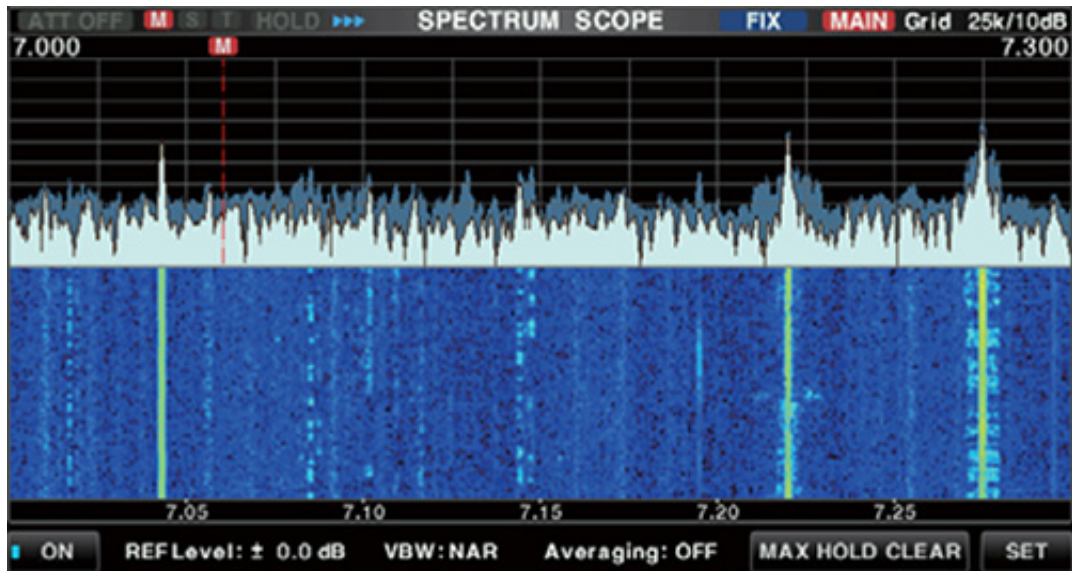 ATT OFF M S T HOLD SPECTRUM SCOPE FIX MAIN Grid 25k/10dB
7.000 M 7.300
7.05 7.10 7.15 7.20 7.25
ON REF Level: ± 0.0 dB VBW: NAR Averaging: OFF MAX HOLD CLEAR SET